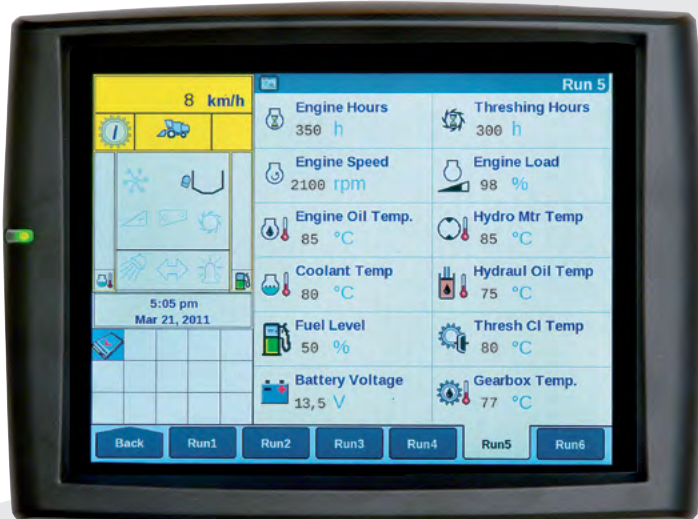 8 km/h
Run 5
Engine Hours
350 h
Threshing Hours
300 h
Engine Speed
2100 rpm
Engine Load
98 %
Engine Oil Temp.
85 °C
Hydro Mtr Temp
85 °C
Coolant Temp
80 °C
Hydraul Oil Temp
75 °C
5:05 pm
Mar 21, 2011
Fuel Level
50 %
Thresh Cl Temp
80 °C
Battery Voltage
13,5 V
Gearbox Temp.
77 °C
Back Run1 Run2 Run3 Run4 Run5 Run6